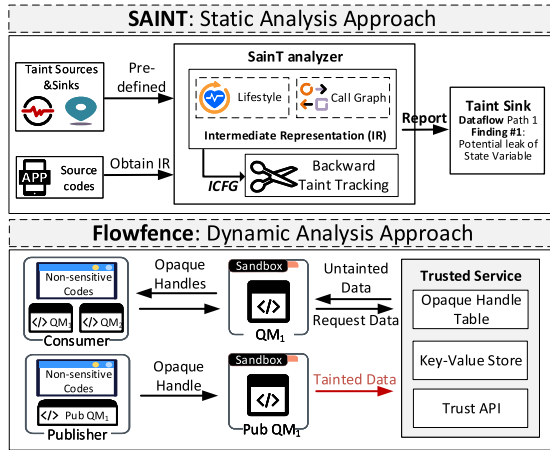 SAINT: Static Analysis Approach
Taint Sources
&Sinks
Pre-
defined
SainT analyzer
Lifestyle
Call Graph
Intermediate Representation (IR)
Report
Taint Sink
Dataflow Path 1
Finding #1:
Potential leak of
State Variable
APP
Source
codes
Obtain IR
ICFG
Backward
Taint Tracking
Flowfence: Dynamic Analysis Approach
Non-sensitive
Codes
</> QM1
</> QM2
Consumer
Opaque
Handles
Sandbox
</>
QM1
Untainted
Data
Request Data
Trusted Service
Opaque Handle
Table
Key-Value Store
Trust API
Non-sensitive
Codes
</> Pub QM1
Publisher
Opaque
Handle
Sandbox
</>
Pub QM1
Tainted Data